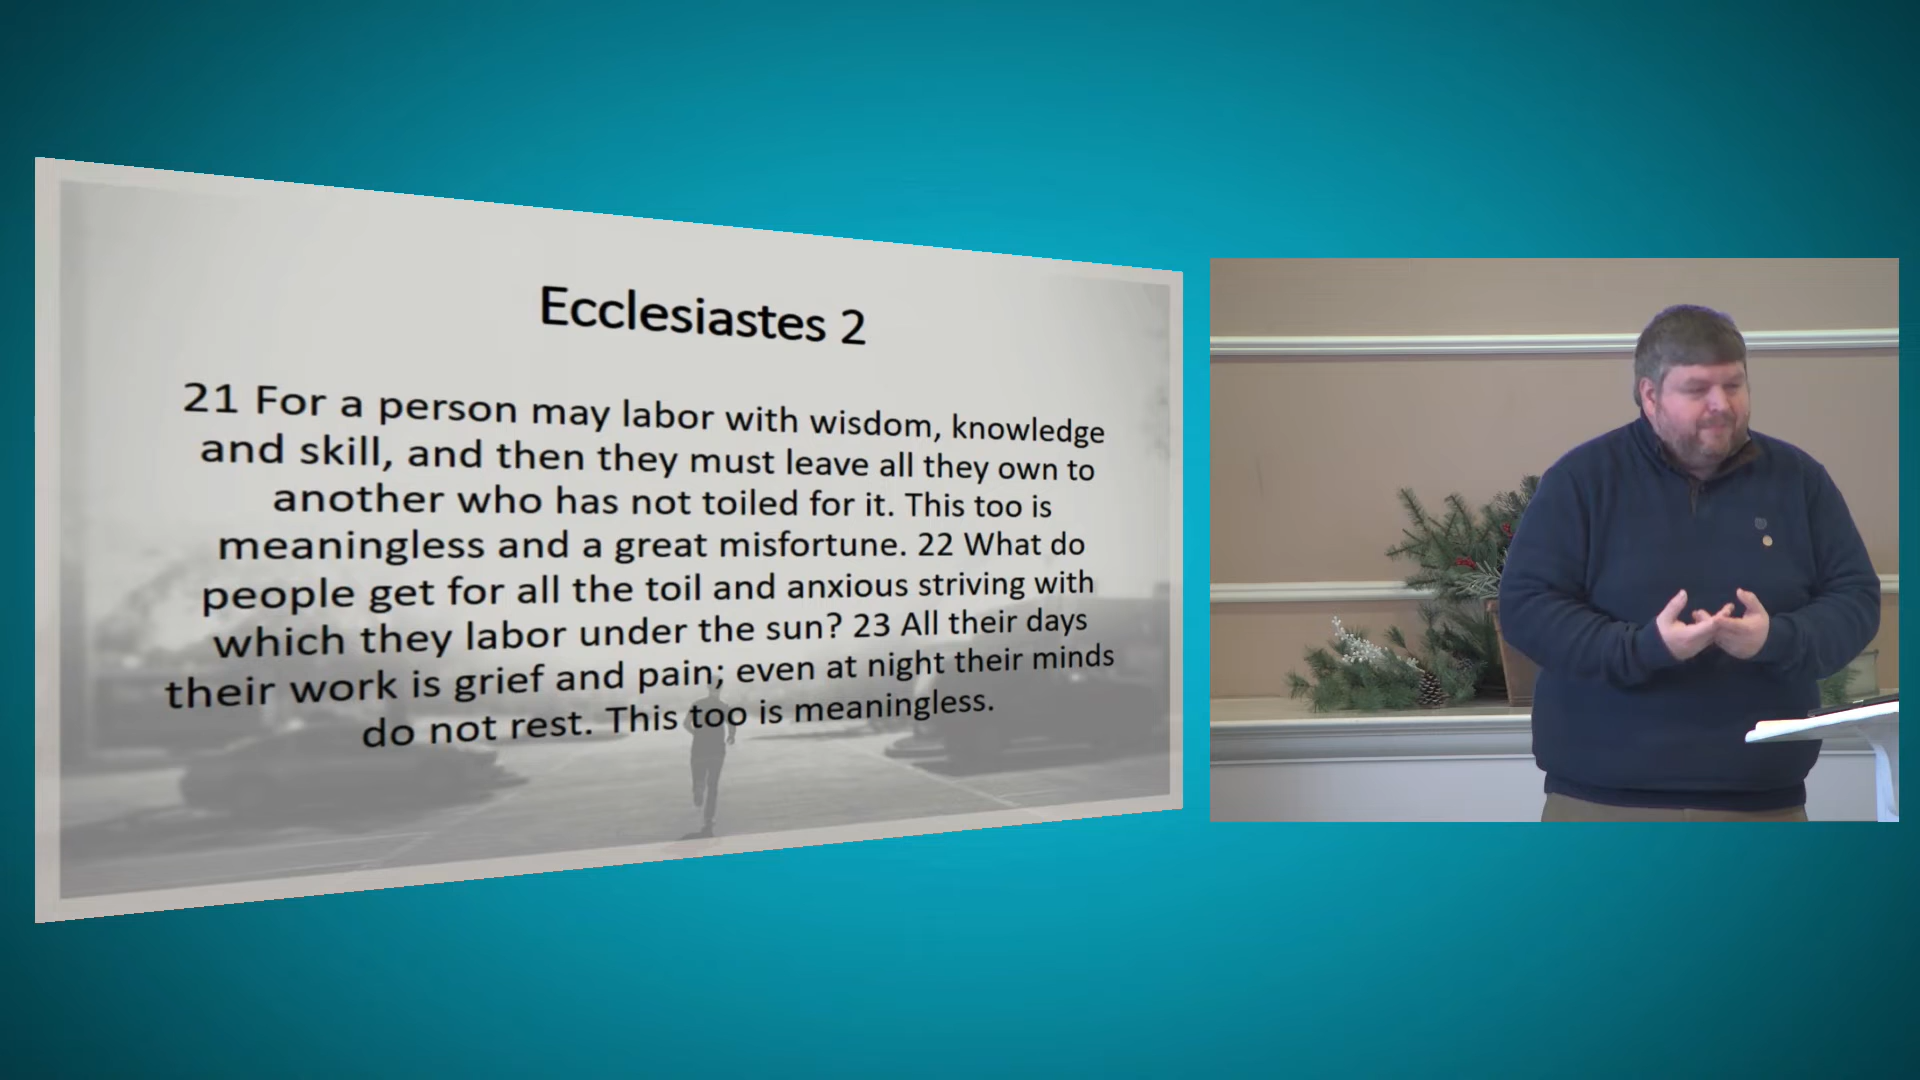 Ecclesiastes 2
21 For a person may labor with wisdom, knowledge
and skill, and then they must leave all they own to
another who has not toiled for it. This too is
meaningless and a great misfortune. 22 What do
people get for all the toil and anxious striving with
which they labor under the sun? 23 All their days
their work is grief and pain; even at night their minds
do not rest. This too is meaningless.